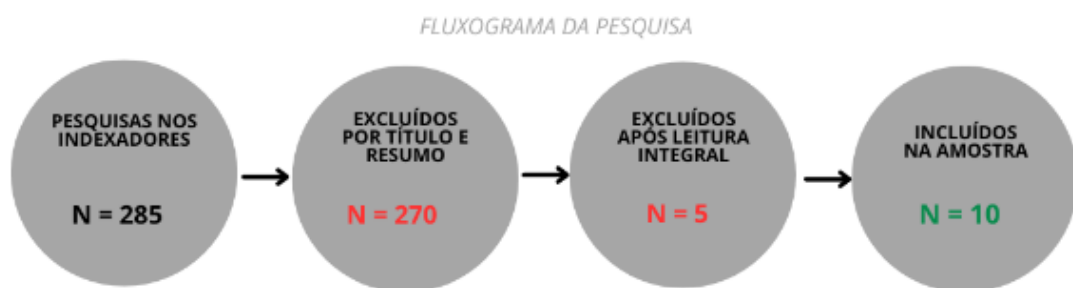 FLUXOGRAMA DA PESQUISA
PESQUISAS NOS
INDEXADORES
N = 285
EXCLUÍDOS
POR TÍTULO E
RESUMO
N = 270
EXCLUÍDOS
APÓS LEITURA
INTEGRAL
N = 5
INCLUÍDOS
NA AMOSTRA
N = 10